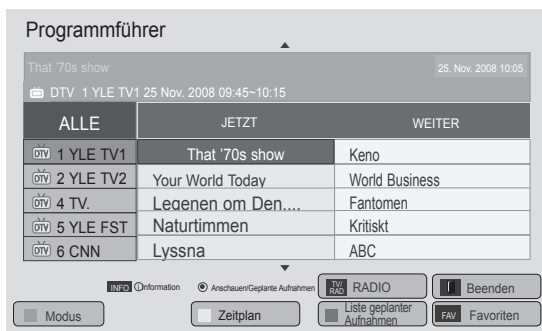 Programmführer
That '70s show 25. Nov. 2008 10:05
DTV 1 YLE TV1 25 Nov. 2008 09:45~10:15
ALLE JETZT WEITER
DTV 1 YLE TV1 That '70s show Keno
DTV 2 YLE TV2 Your World Today World Business
DTV 4 TV. Legenen om Den.... Fantomen
DTV 5 YLE FST Naturtimmen Kritiskt
DTV 6 CNN Lyssna ABC
INFO Information Anschauen/Geplante Aufnahmen TV/RAD RADIO Beenden
Modus Zeitplan Liste geplanter Aufnahmen FAV Favoriten